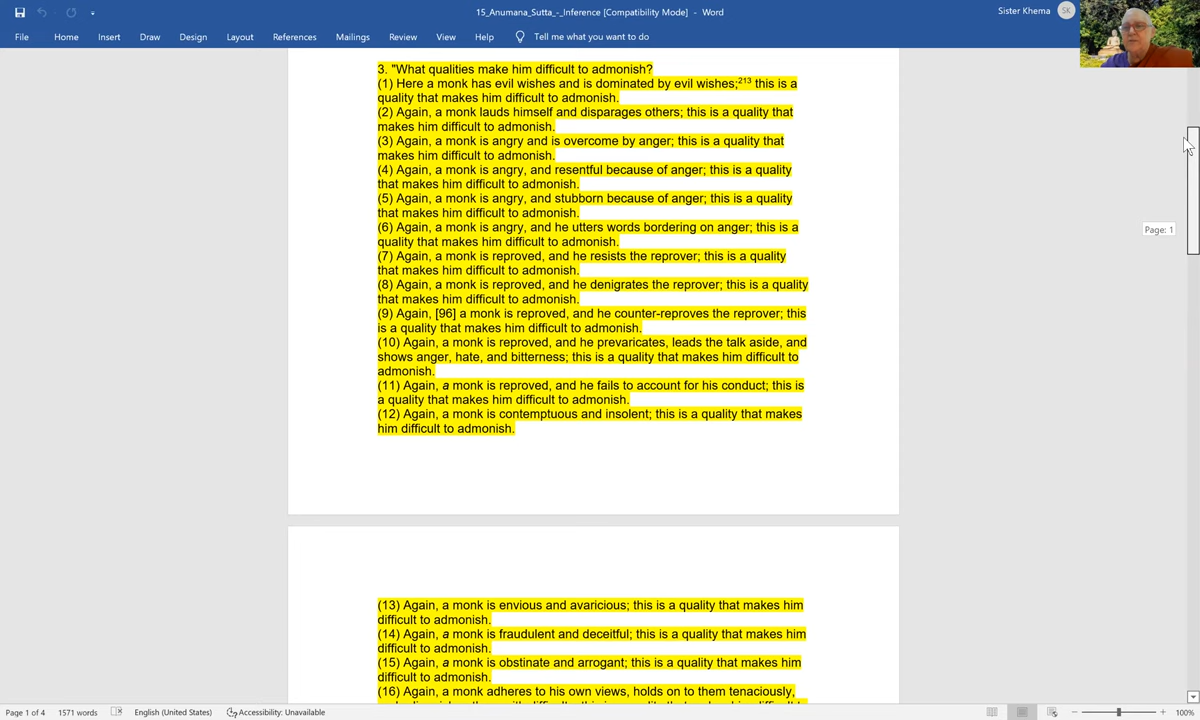 15_Anumana_Sutta_-_Inference [Compatibility Mode] - Word
Sister Khema
SK
File Home Insert Draw Design Layout References Mailings Review View Help Tell me what you want to do
3. "What qualities make him difficult to admonish?
(1) Here a monk has evil wishes and is dominated by evil wishes;213 this is a
quality that makes him difficult to admonish.
(2) Again, a monk lauds himself and disparages others; this is a quality that
makes him difficult to admonish.
(3) Again, a monk is angry and is overcome by anger; this is a quality that
makes him difficult to admonish.
(4) Again, a monk is angry, and resentful because of anger; this is a quality
that makes him difficult to admonish.
(5) Again, a monk is angry, and stubborn because of anger; this is a quality
that makes him difficult to admonish.
(6) Again, a monk is angry, and he utters words bordering on anger; this is a
quality that makes him difficult to admonish.
(7) Again, a monk is reproved, and he resists the reprover; this is a quality
that makes him difficult to admonish.
(8) Again, a monk is reproved, and he denigrates the reprover; this is a quality
that makes him difficult to admonish.
(9) Again, [96] a monk is reproved, and he counter-reproves the reprover; this
is a quality that makes him difficult to admonish.
(10) Again, a monk is reproved, and he prevaricates, leads the talk aside, and
shows anger, hate, and bitterness; this is a quality that makes him difficult to
admonish.
(11) Again, a monk is reproved, and he fails to account for his conduct; this is
a quality that makes him difficult to admonish.
(12) Again, a monk is contemptuous and insolent; this is a quality that makes
him difficult to admonish.
Page: 1
(13) Again, a monk is envious and avaricious; this is a quality that makes him
difficult to admonish.
(14) Again, a monk is fraudulent and deceitful; this is a quality that makes him
difficult to admonish.
(15) Again, a monk is obstinate and arrogant; this is a quality that makes him
difficult to admonish.
(16) Again, a monk adheres to his own views, holds on to them tenaciously,
Page 1 of 4 1571 words English (United States) Accessibility: Unavailable 100%